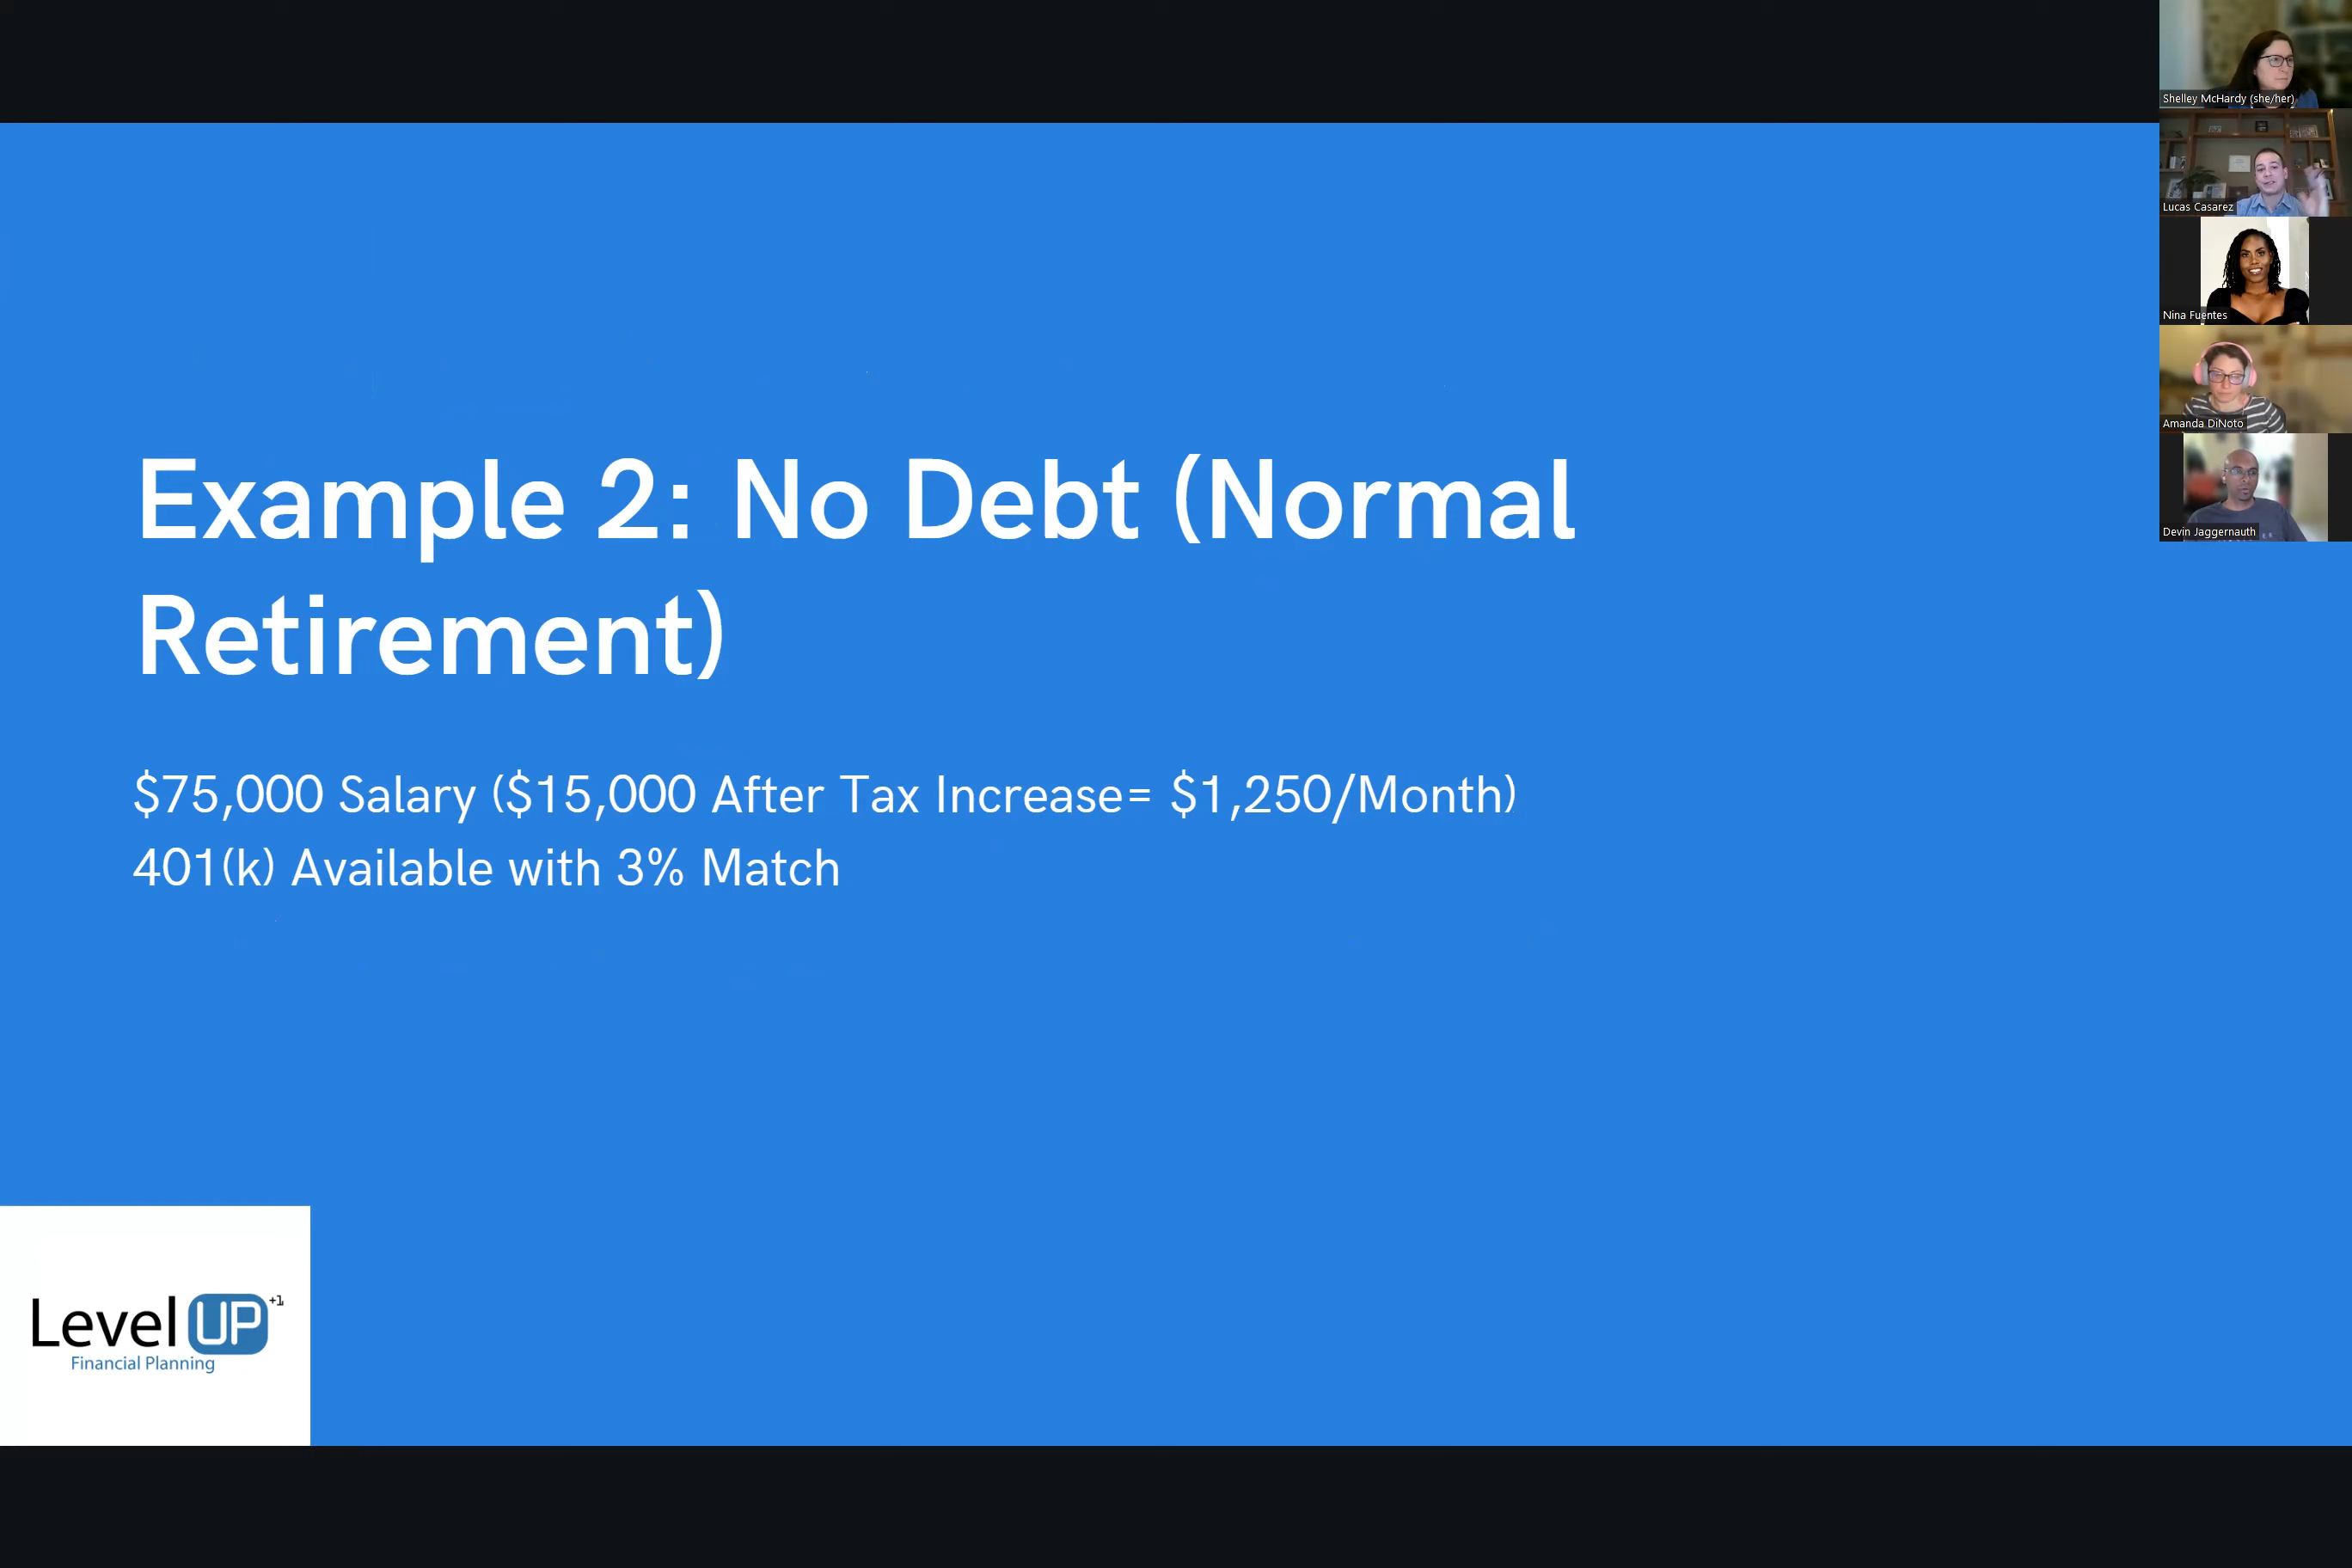 Example 2: No Debt (Normal
Retirement)
$75,000 Salary ($15,000 After Tax Increase= $1,250/Month)
401(k) Available with 3% Match
Level UP +1
Financial Planning
Shelley McHardy (she/her)
Lucas Casarez
Nina Fuentes
Amanda DiNoto
Devin Jaggernauth